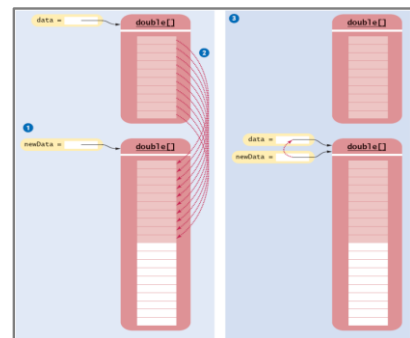 data =
double[]
2
1
newData =
double[]
3
double[]
data =
newData =
double[]